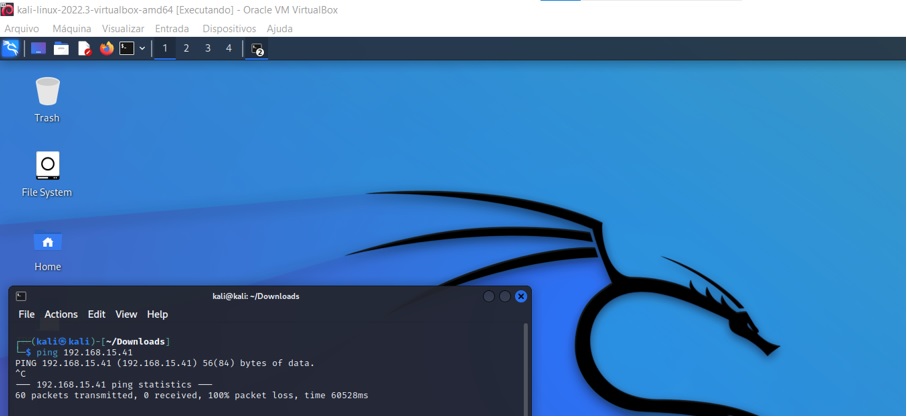 kali-linux-2022.3-virtualbox-amd64 [Executando] - Oracle VM VirtualBox
Arquivo Máquina Visualizar Entrada Dispositivos Ajuda
1 2 3 4 2
Trash
File System
Home
kali@kali: ~/Downloads
File Actions Edit View Help
┌──(kali㉿kali)-[~/Downloads]
└─$ ping 192.168.15.41
PING 192.168.15.41 (192.168.15.41) 56(84) bytes of data.
^C
--- 192.168.15.41 ping statistics ---
60 packets transmitted, 0 received, 100% packet loss, time 60528ms